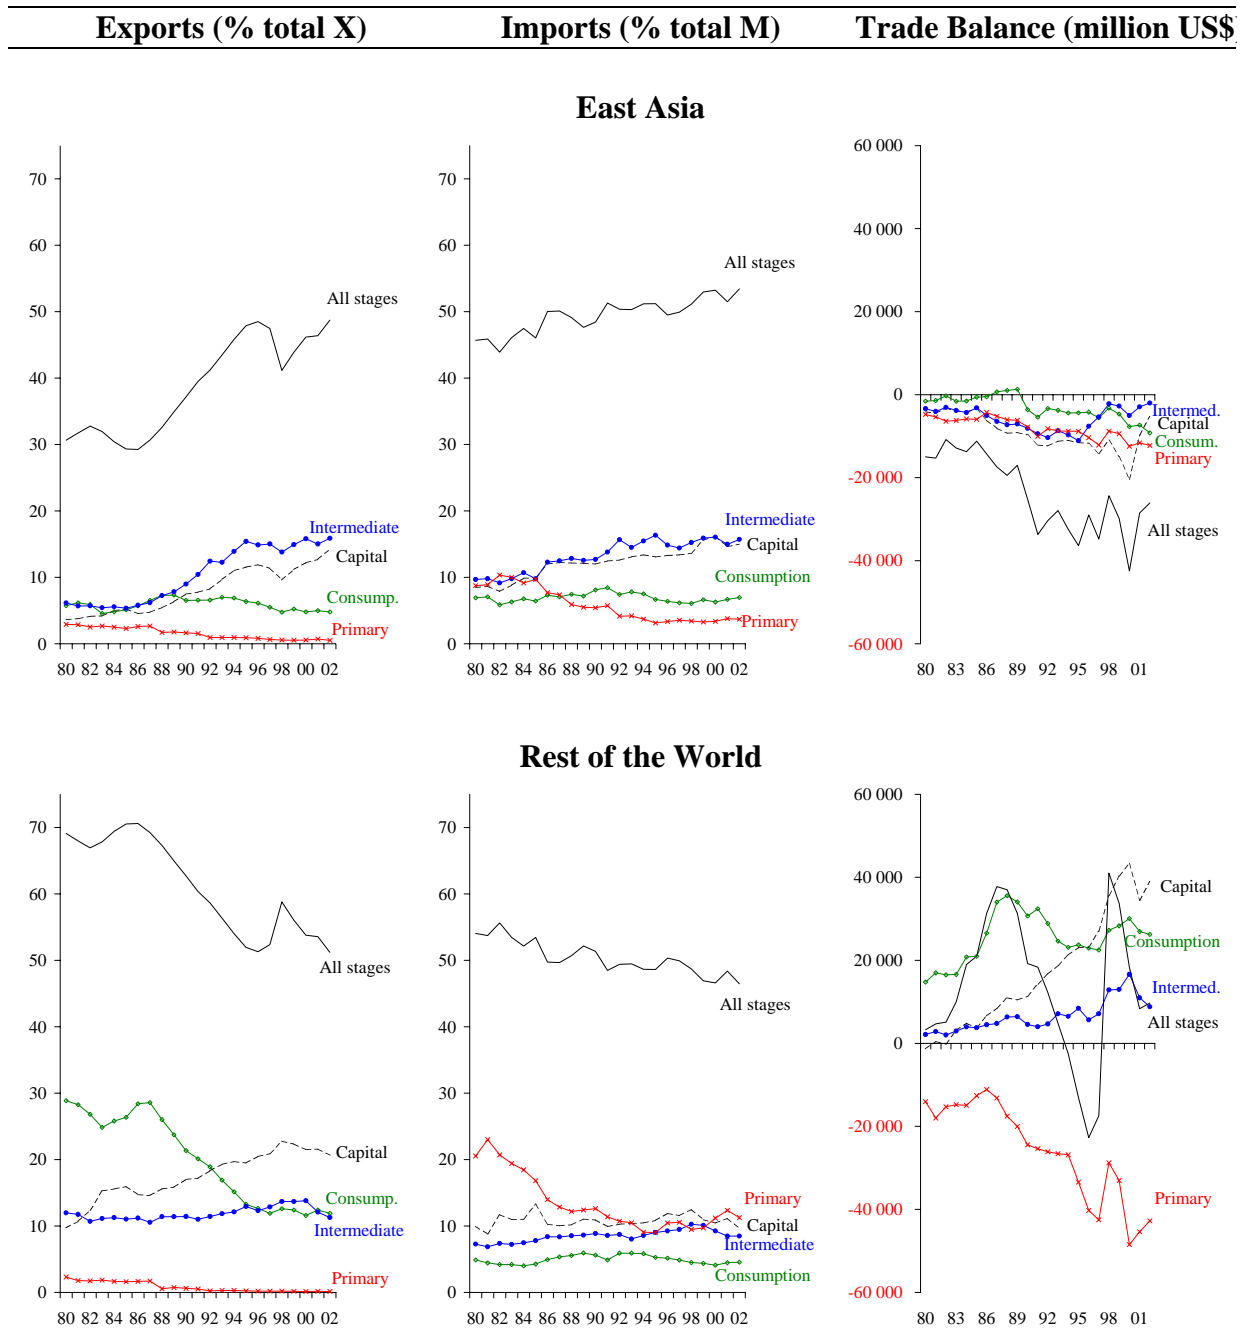 Exports (% total X) Imports (% total M) Trade Balance (million US$)
East Asia
70 70 60 000
60 60 40 000
50 50 20 000
40 40 0
30 30 -20 000
20 20 -40 000
10 10 -60 000
0 0
All stages
Intermediate
Capital
Consump.
Primary
80 82 84 86 88 90 92 94 96 98 00 02
All stages
Intermediate
Capital
Consumption
Primary
80 82 84 86 88 90 92 94 96 98 00 02
Intermed.
Capital
Consum.
Primary
All stages
80 83 86 89 92 95 98 01
Rest of the World
70 70 60 000
60 60 40 000
50 50 20 000
40 40 0
30 30 -20 000
20 20 -40 000
10 10 -60 000
0 0
All stages
Capital
Consump.
Intermediate
Primary
80 82 84 86 88 90 92 94 96 98 00 02
All stages
Primary
Capital
Intermediate
Consumption
80 82 84 86 88 90 92 94 96 98 00 02
Capital
Consumption
Intermed.
All stages
Primary
80 83 86 89 92 95 98 01